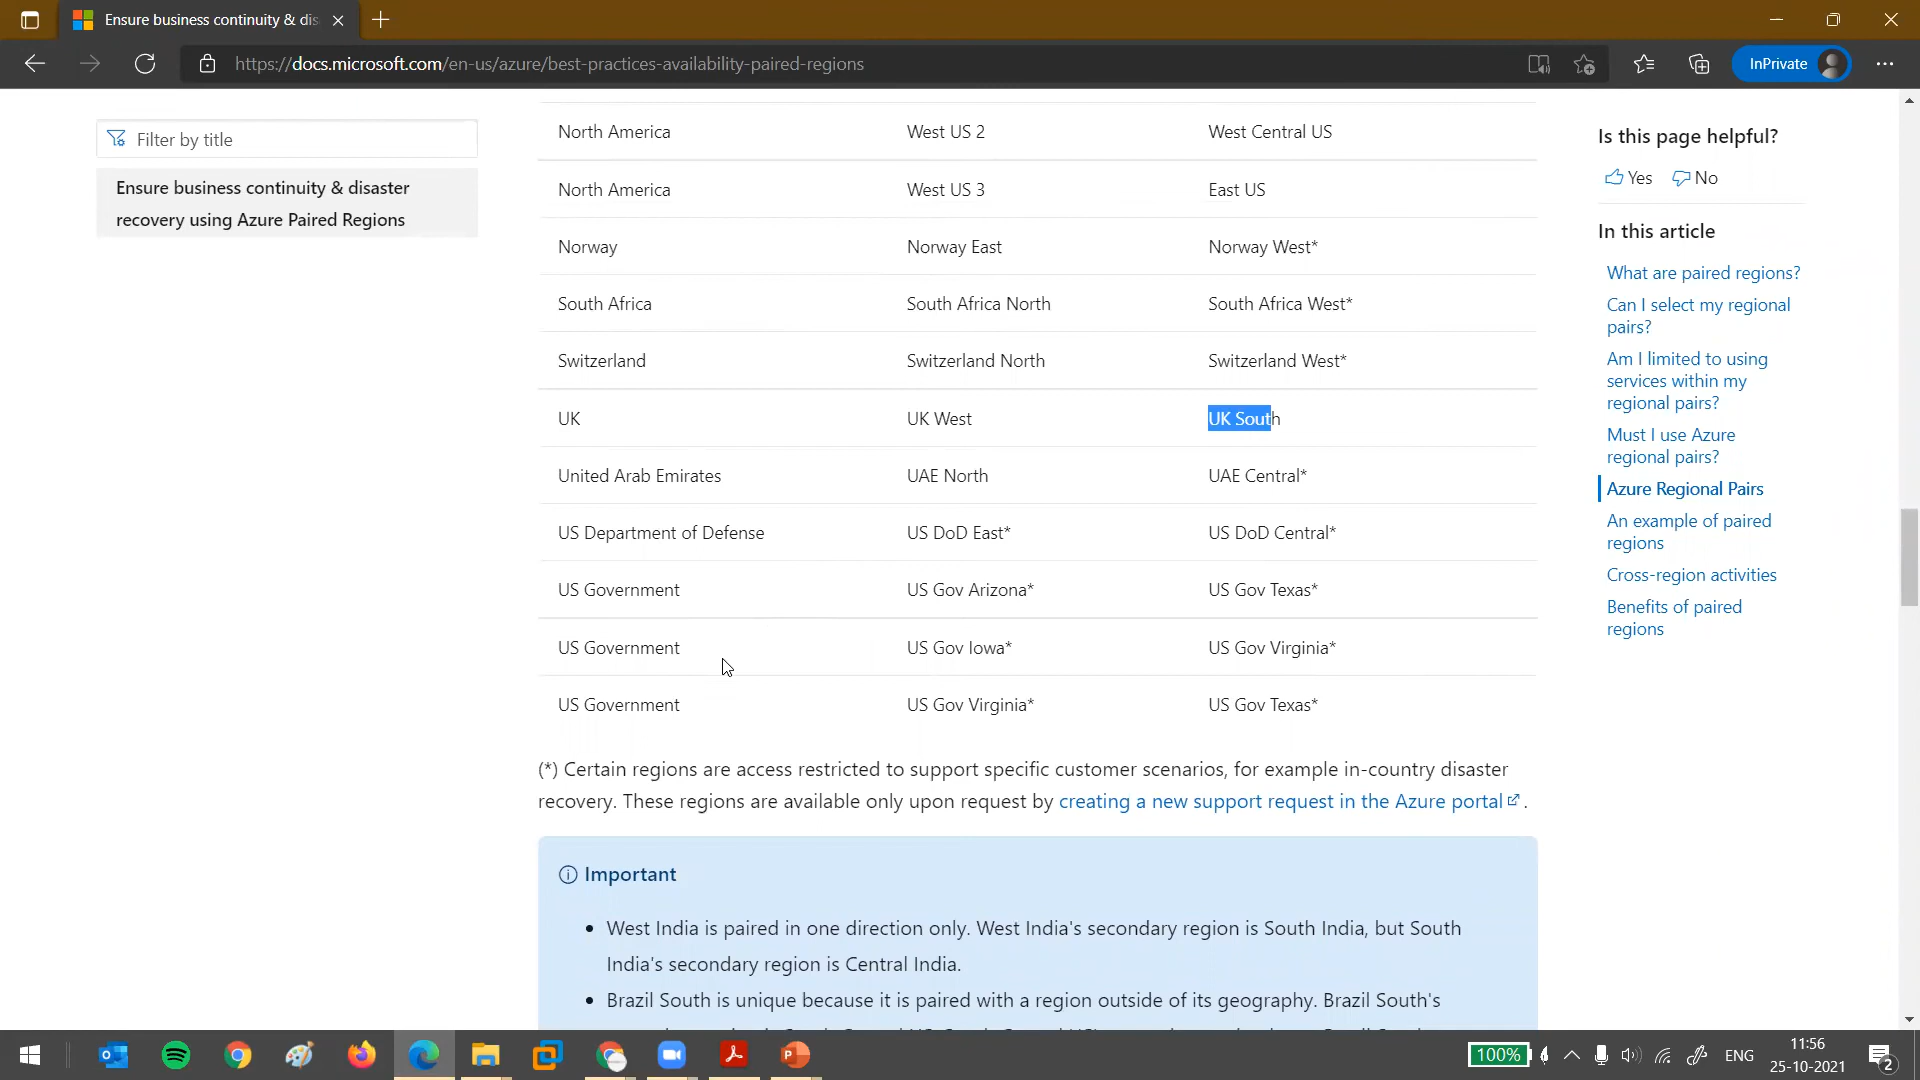 Ensure business continuity & dis
https://docs.microsoft.com/en-us/azure/best-practices-availability-paired-regions
InPrivate
Filter by title
Ensure business continuity & disaster
recovery using Azure Paired Regions
North America West US 2 West Central US
North America West US 3 East US
Norway Norway East Norway West*
South Africa South Africa North South Africa West*
Switzerland Switzerland North Switzerland West*
UK UK West UK South
United Arab Emirates UAE North UAE Central*
US Department of Defense US DoD East* US DoD Central*
US Government US Gov Arizona* US Gov Texas*
US Government US Gov Iowa* US Gov Virginia*
US Government US Gov Virginia* US Gov Texas*
(*) Certain regions are access restricted to support specific customer scenarios, for example in-country disaster
recovery. These regions are available only upon request by creating a new support request in the Azure portal .
Important
• West India is paired in one direction only. West India's secondary region is South India, but South
India's secondary region is Central India.
• Brazil South is unique because it is paired with a region outside of its geography. Brazil South's
Is this page helpful?
Yes No
In this article
What are paired regions?
Can I select my regional
pairs?
Am I limited to using
services within my
regional pairs?
Must I use Azure
regional pairs?
Azure Regional Pairs
An example of paired
regions
Cross-region activities
Benefits of paired
regions
100%
ENG
11:56
25-10-2021
2